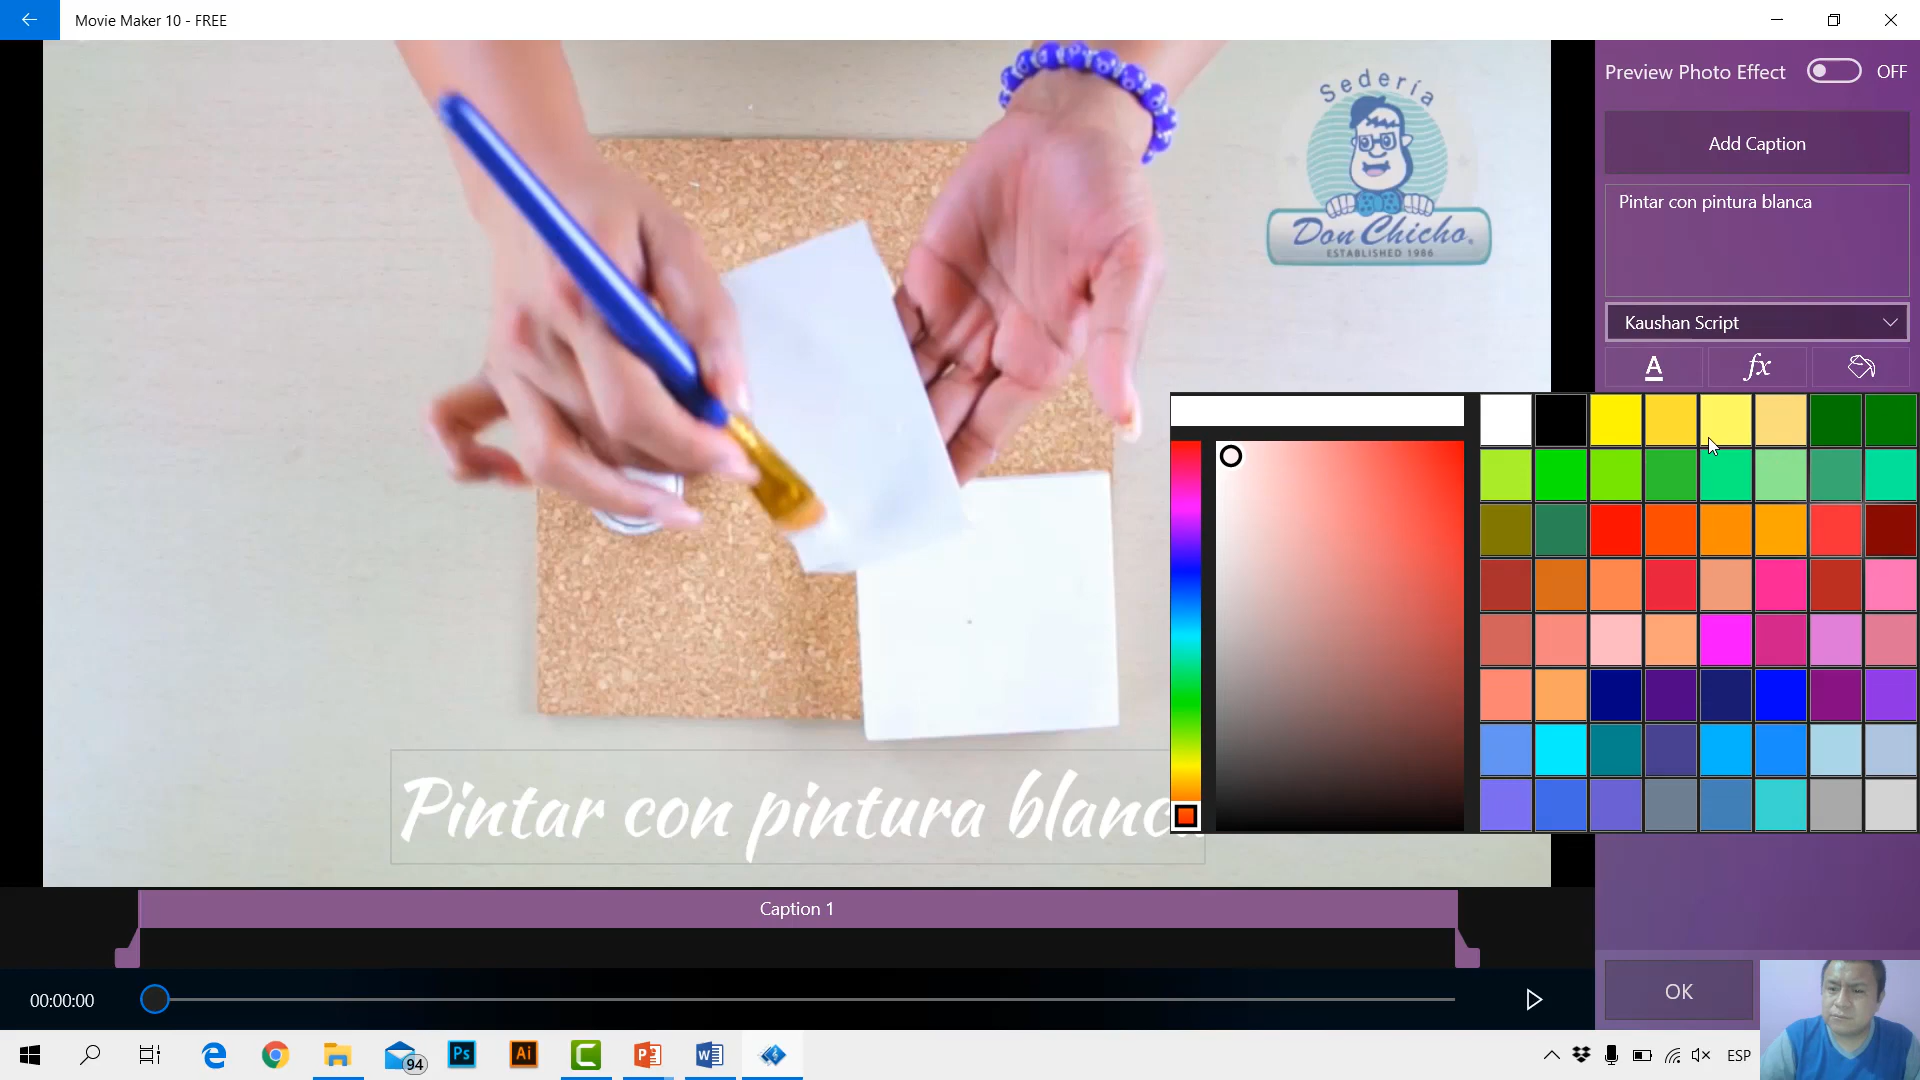 Movie Maker 10 - FREE
Preview Photo Effect OFF
Add Caption
Pintar con pintura blanca
Kaushan Script
A fx
Sedería
Don Chicho.
ESTABLISHED 1986
Pintar con pintura blanc
Caption 1
00:00:00
OK
94
Ps
Ai
ESP